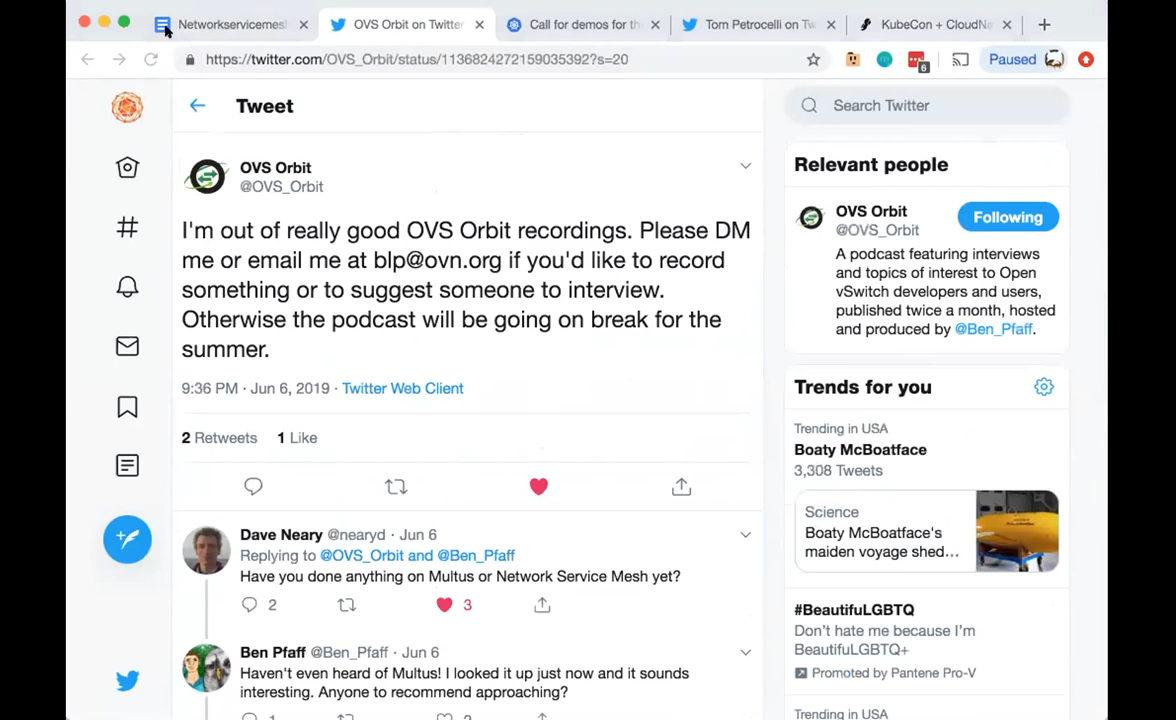 Networkservicemesh
OVS Orbit on Twitter
Call for demos for th
Tom Petrocelli on Tw
KubeCon + CloudNa
https://twitter.com/OVS_Orbit/status/1136824272159035392?s=20
6
Paused
Tweet
Search Twitter
OVS Orbit
@OVS_Orbit
I'm out of really good OVS Orbit recordings. Please DM
me or email me at blp@ovn.org if you'd like to record
something or to suggest someone to interview.
Otherwise the podcast will be going on break for the
summer.
9:36 PM · Jun 6, 2019 · Twitter Web Client
2 Retweets 1 Like
Dave Neary @nearyd · Jun 6
Replying to @OVS_Orbit and @Ben_Pfaff
Have you done anything on Multus or Network Service Mesh yet?
2 3
Ben Pfaff @Ben_Pfaff · Jun 6
Haven't even heard of Multus! I looked it up just now and it sounds
interesting. Anyone to recommend approaching?
Relevant people
OVS Orbit
@OVS_Orbit
Following
A podcast featuring interviews
and topics of interest to Open
vSwitch developers and users,
published twice a month, hosted
and produced by @Ben_Pfaff.
Trends for you
Trending in USA
Boaty McBoatface
3,308 Tweets
Science
Boaty McBoatface's
maiden voyage shed...
#BeautifuLGBTQ
Don't hate me because I'm
BeautifuLGBTQ+
Promoted by Pantene Pro-V
Trending in USA